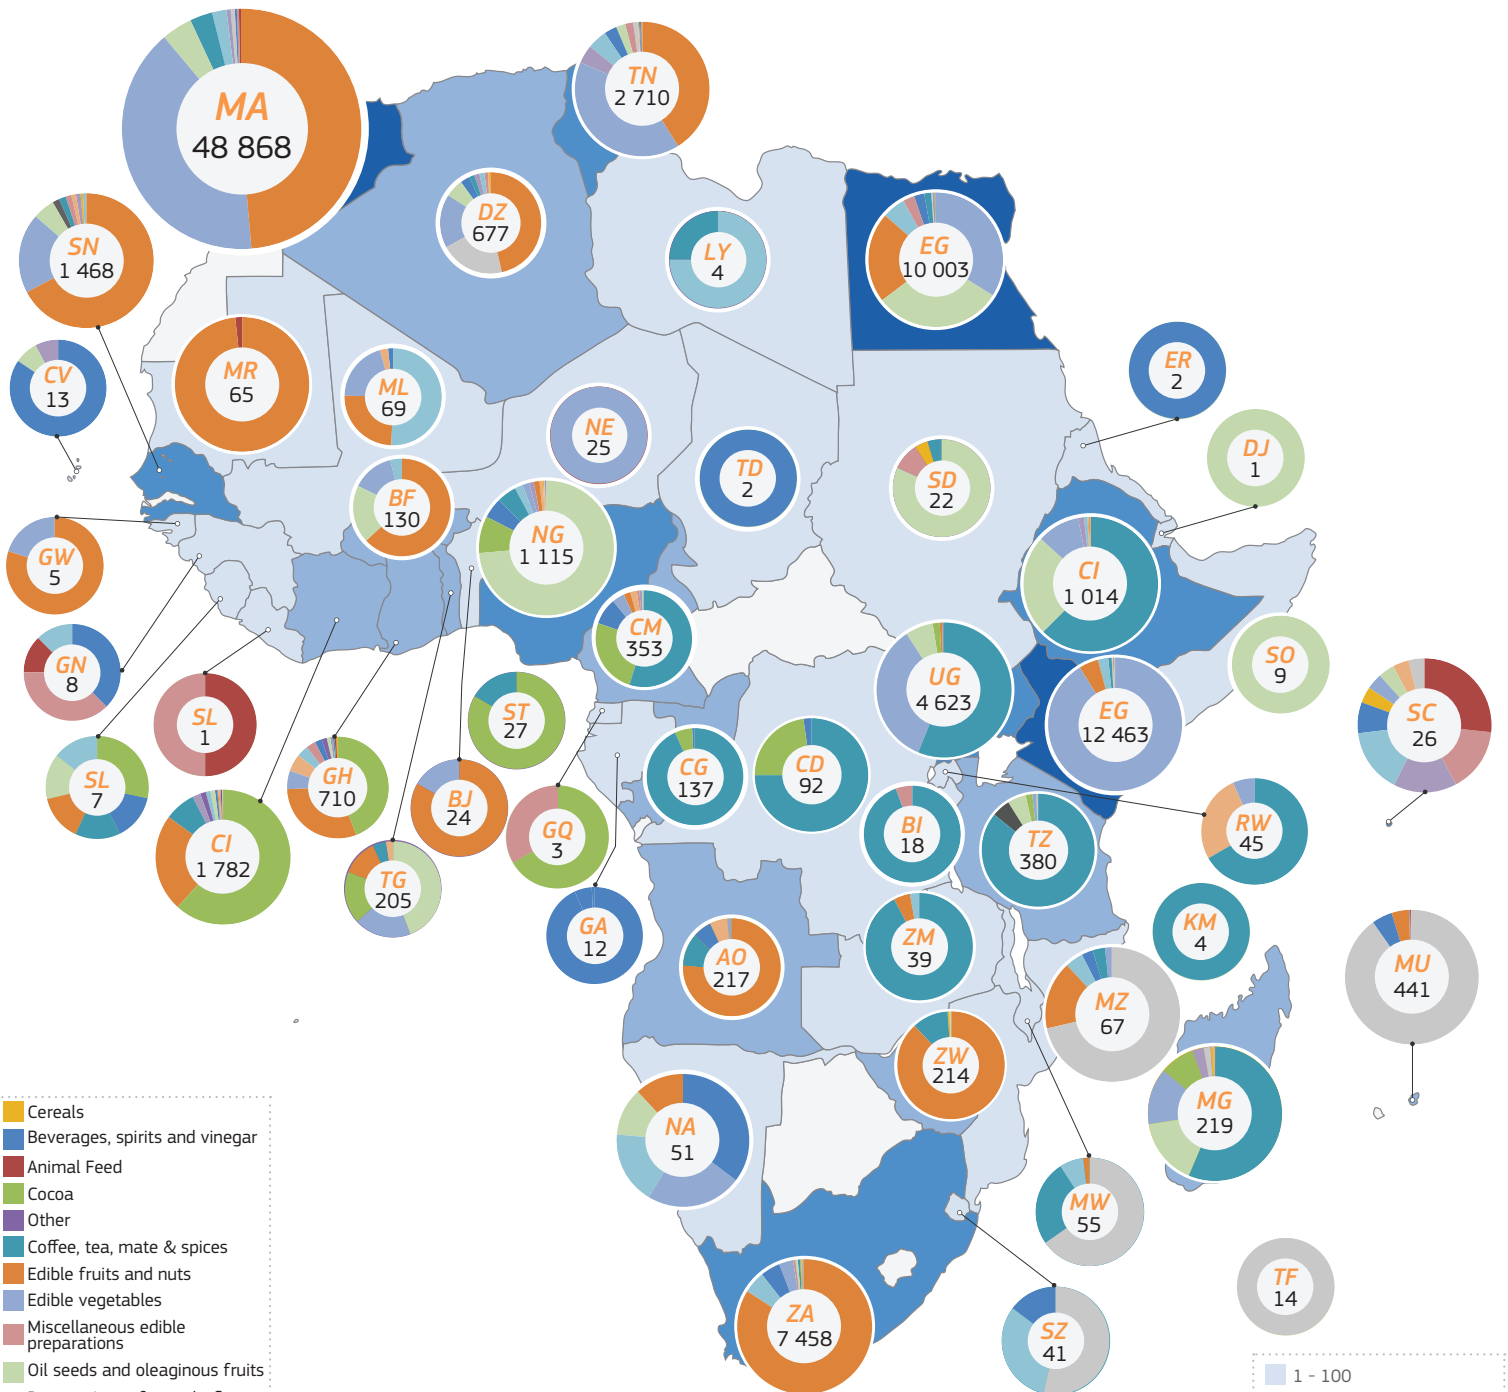 MA
48 868
TN
2 710
DZ
677
LY
4
EG
10 003
SN
1 468
CV
13
MR
65
ML
69
NE
25
TD
2
SD
22
ER
2
DJ
1
BF
130
NG
1 115
CI
1 014
GW
5
CM
353
UG
4 623
EG
12 463
SO
9
SC
26
GN
8
SL
1
ST
27
SL
7
GH
710
BJ
24
CG
137
CD
92
BI
18
TZ
380
RW
45
CI
1 782
TG
205
GQ
3
GA
12
AO
217
ZM
39
KM
4
MU
441
MZ
67
ZW
214
MG
219
NA
51
MW
55
ZA
7 458
SZ
41
TF
14
Cereals
Beverages, spirits and vinegar
Animal Feed
Cocoa
Other
Coffee, tea, mate & spices
Edible fruits and nuts
Edible vegetables
Miscellaneous edible
preparations
Oil seeds and oleaginous fruits
1 - 100